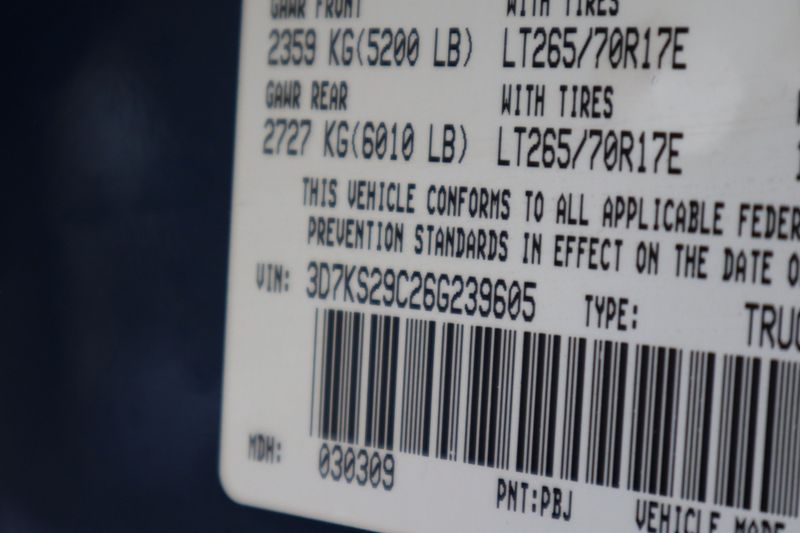 GAWR FRONT WITH TIRES
2359 KG(5200 LB) LT265/70R17E
GAWR REAR WITH TIRES
2727 KG(6010 LB) LT265/70R17E
THIS VEHICLE CONFORMS TO ALL APPLICABLE FEDER
PREVENTION STANDARDS IN EFFECT ON THE DATE O
VIN: 3D7KS29C26G239605 TYPE: TRUC
MDH: 030309
PNT:PBJ VEHICLE MADE